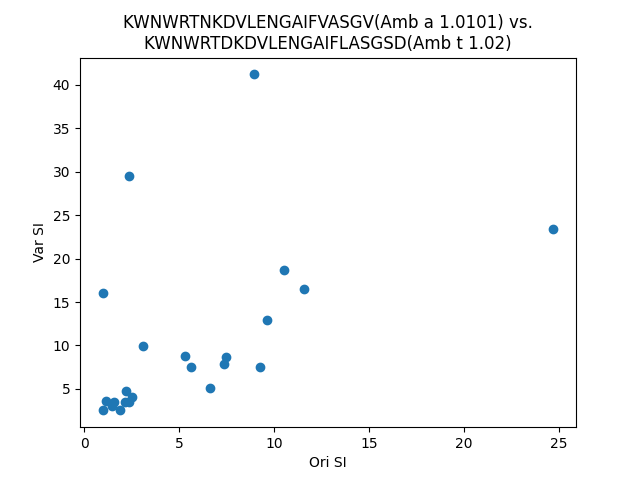 KWNWRTNKDVLENGAIFVASGV(Amb a 1.0101) vs.
KWNWRTDKDVLENGAIFLASGSD(Amb t 1.02)
40
35
30
25
20
15
10
5
Var SI
0 5 10 15 20 25
Ori SI